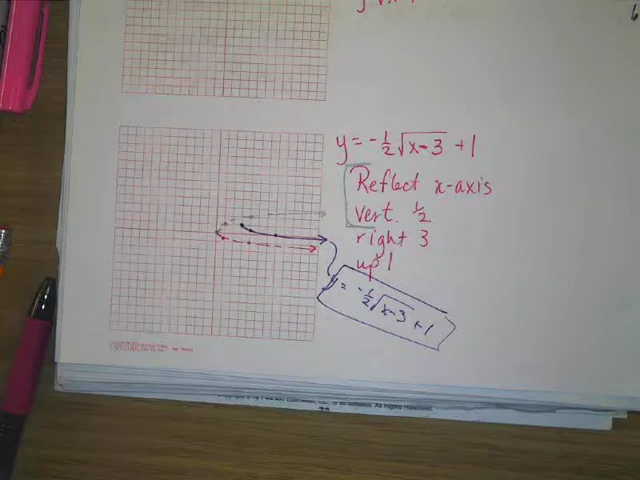 y = -½√x-3 + 1
Reflect x-axis
vert. ½
right 3
up 1
y = -½√x-3 + 1